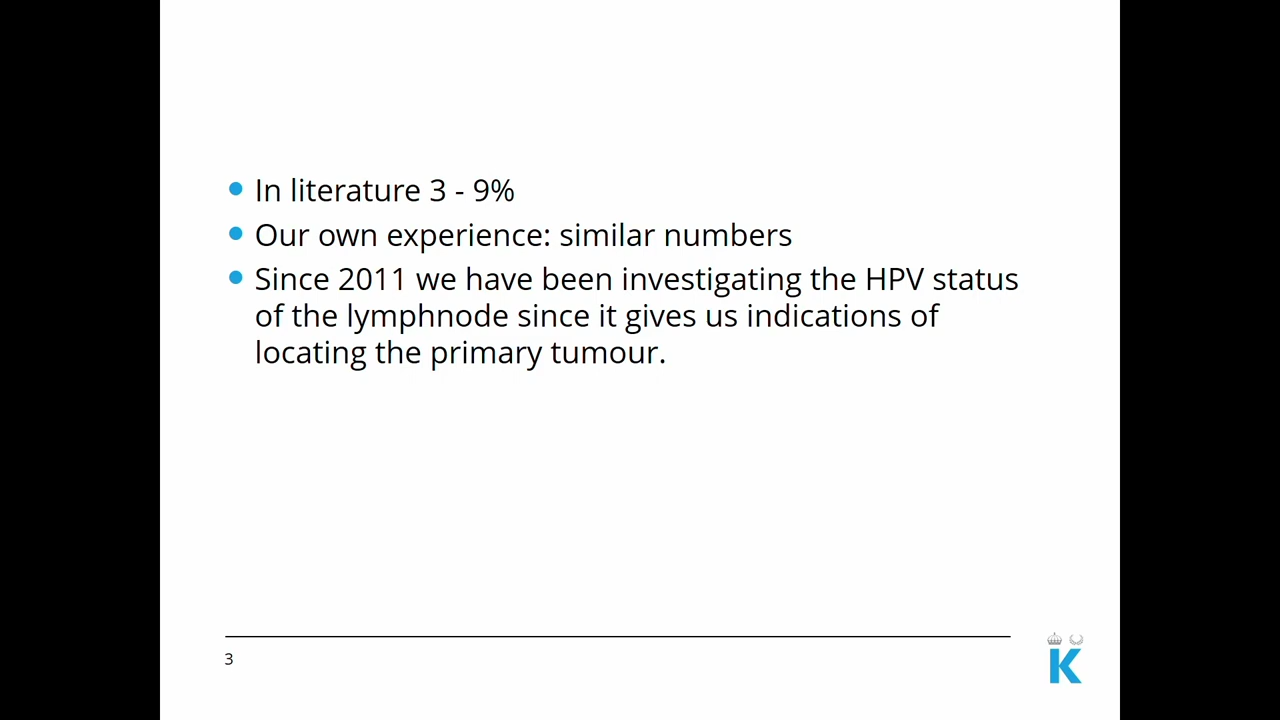 In literature 3 - 9%
Our own experience: similar numbers
Since 2011 we have been investigating the HPV status
of the lymphnode since it gives us indications of
locating the primary tumour.
3
K